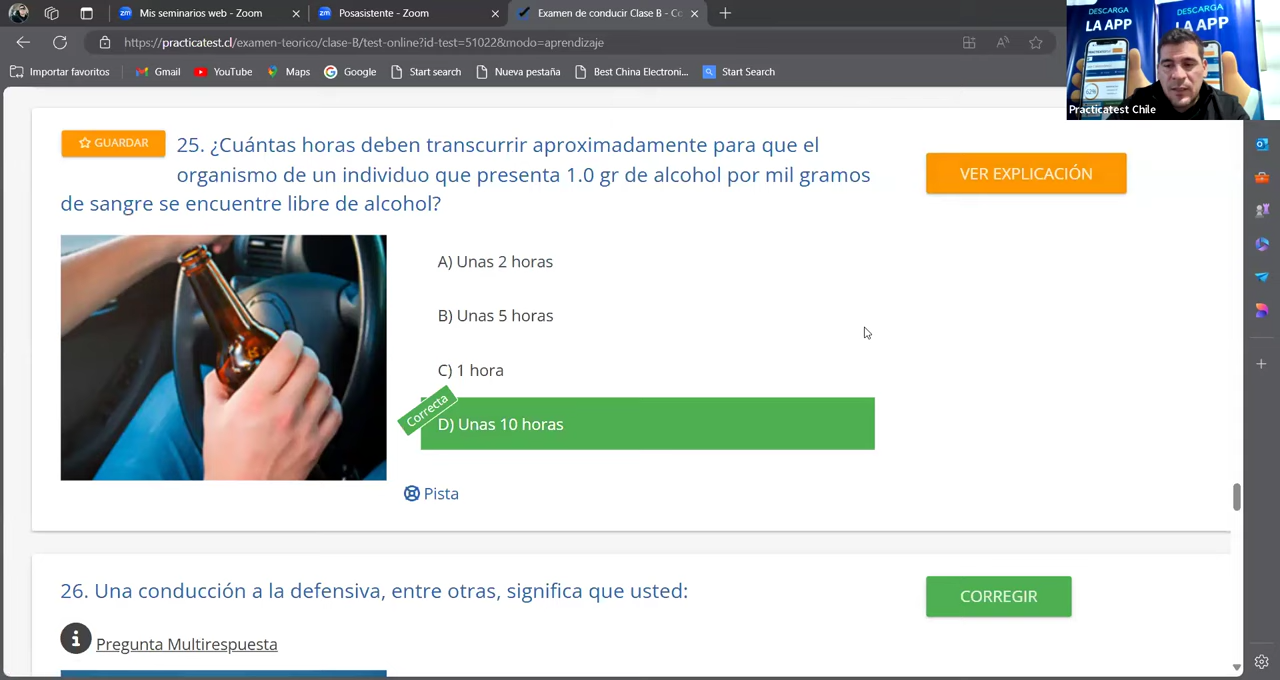 Mis seminarios web - Zoom
Posasistente - Zoom
Examen de conducir Clase B - Co
https://practicatest.cl/examen-teorico/clase-B/test-online?id-test=51022&modo=aprendizaje
Importar favoritos
Gmail
YouTube
Maps
Google
Start search
Nueva pestaña
Best China Electroni...
Start Search
DESCARGA
LA APP
DESCARGA
LA APP
Practicatest Chile
GUARDAR
25. ¿Cuántas horas deben transcurrir aproximadamente para que el
organismo de un individuo que presenta 1.0 gr de alcohol por mil gramos
de sangre se encuentre libre de alcohol?
VER EXPLICACIÓN
A) Unas 2 horas
B) Unas 5 horas
C) 1 hora
Correcta
D) Unas 10 horas
Pista
26. Una conducción a la defensiva, entre otras, significa que usted:
CORREGIR
Pregunta Multirespuesta